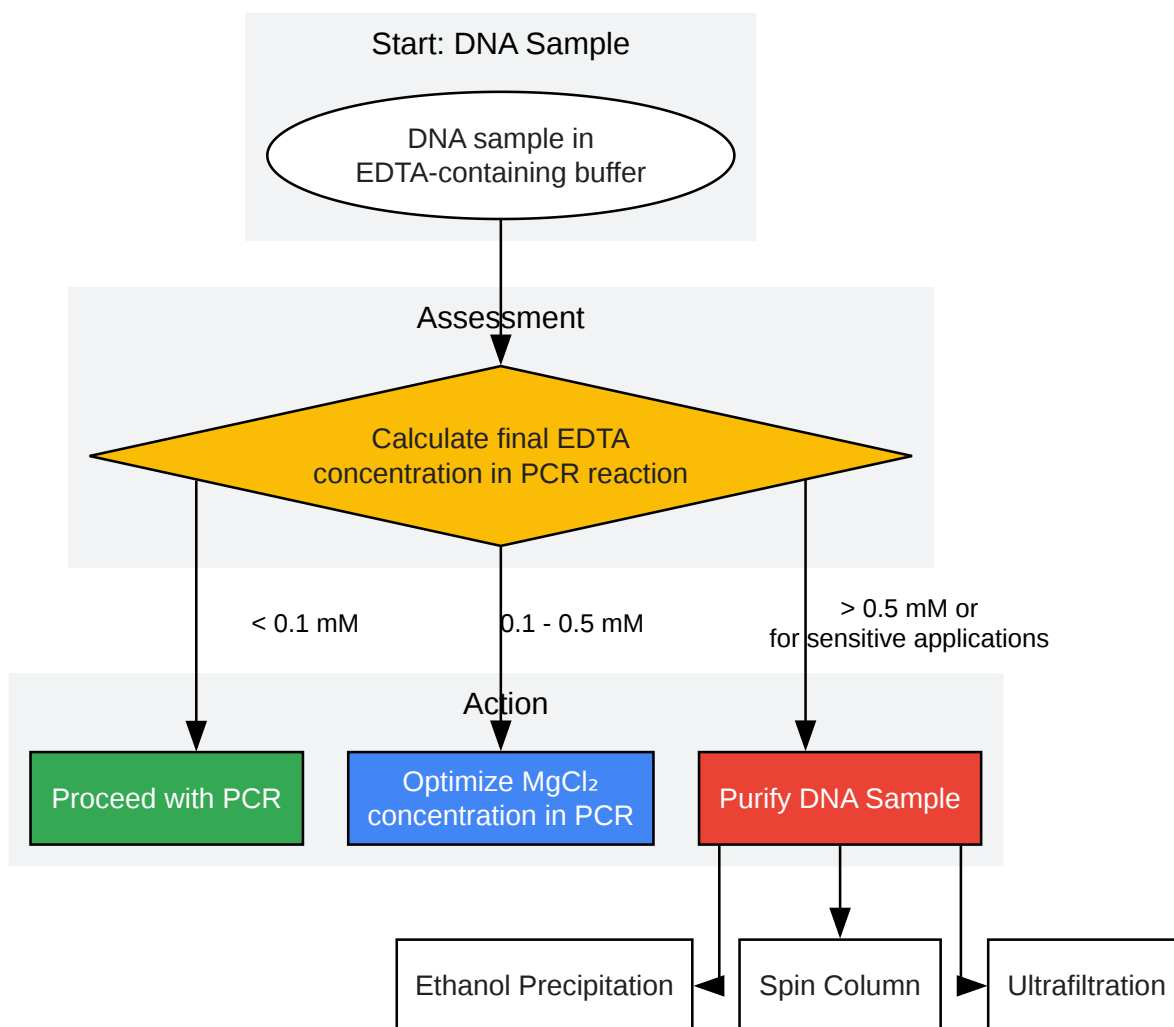 Start: DNA Sample
DNA sample in
EDTA-containing buffer
Assessment
Calculate final EDTA
concentration in PCR reaction
< 0.1 mM
0.1 - 0.5 mM
> 0.5 mM or
for sensitive applications
Action
Proceed with PCR
Optimize MgCl₂
concentration in PCR
Purify DNA Sample
Ethanol Precipitation
Spin Column
Ultrafiltration